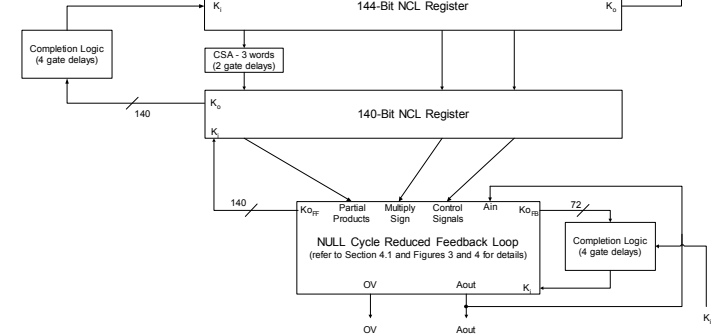 Ki 144-Bit NCL Register Ko
Completion Logic
(4 gate delays)
CSA - 3 words
(2 gate delays)
140
Ko
140-Bit NCL Register
Ki
140
KoFF
Partial
Products
Multiply
Sign
Control
Signals
Ain
KoFB
72
NULL Cycle Reduced Feedback Loop
(refer to Section 4.1 and Figures 3 and 4 for details)
Completion Logic
(4 gate delays)
OV
Aout
Ki
OV
Aout
Ki